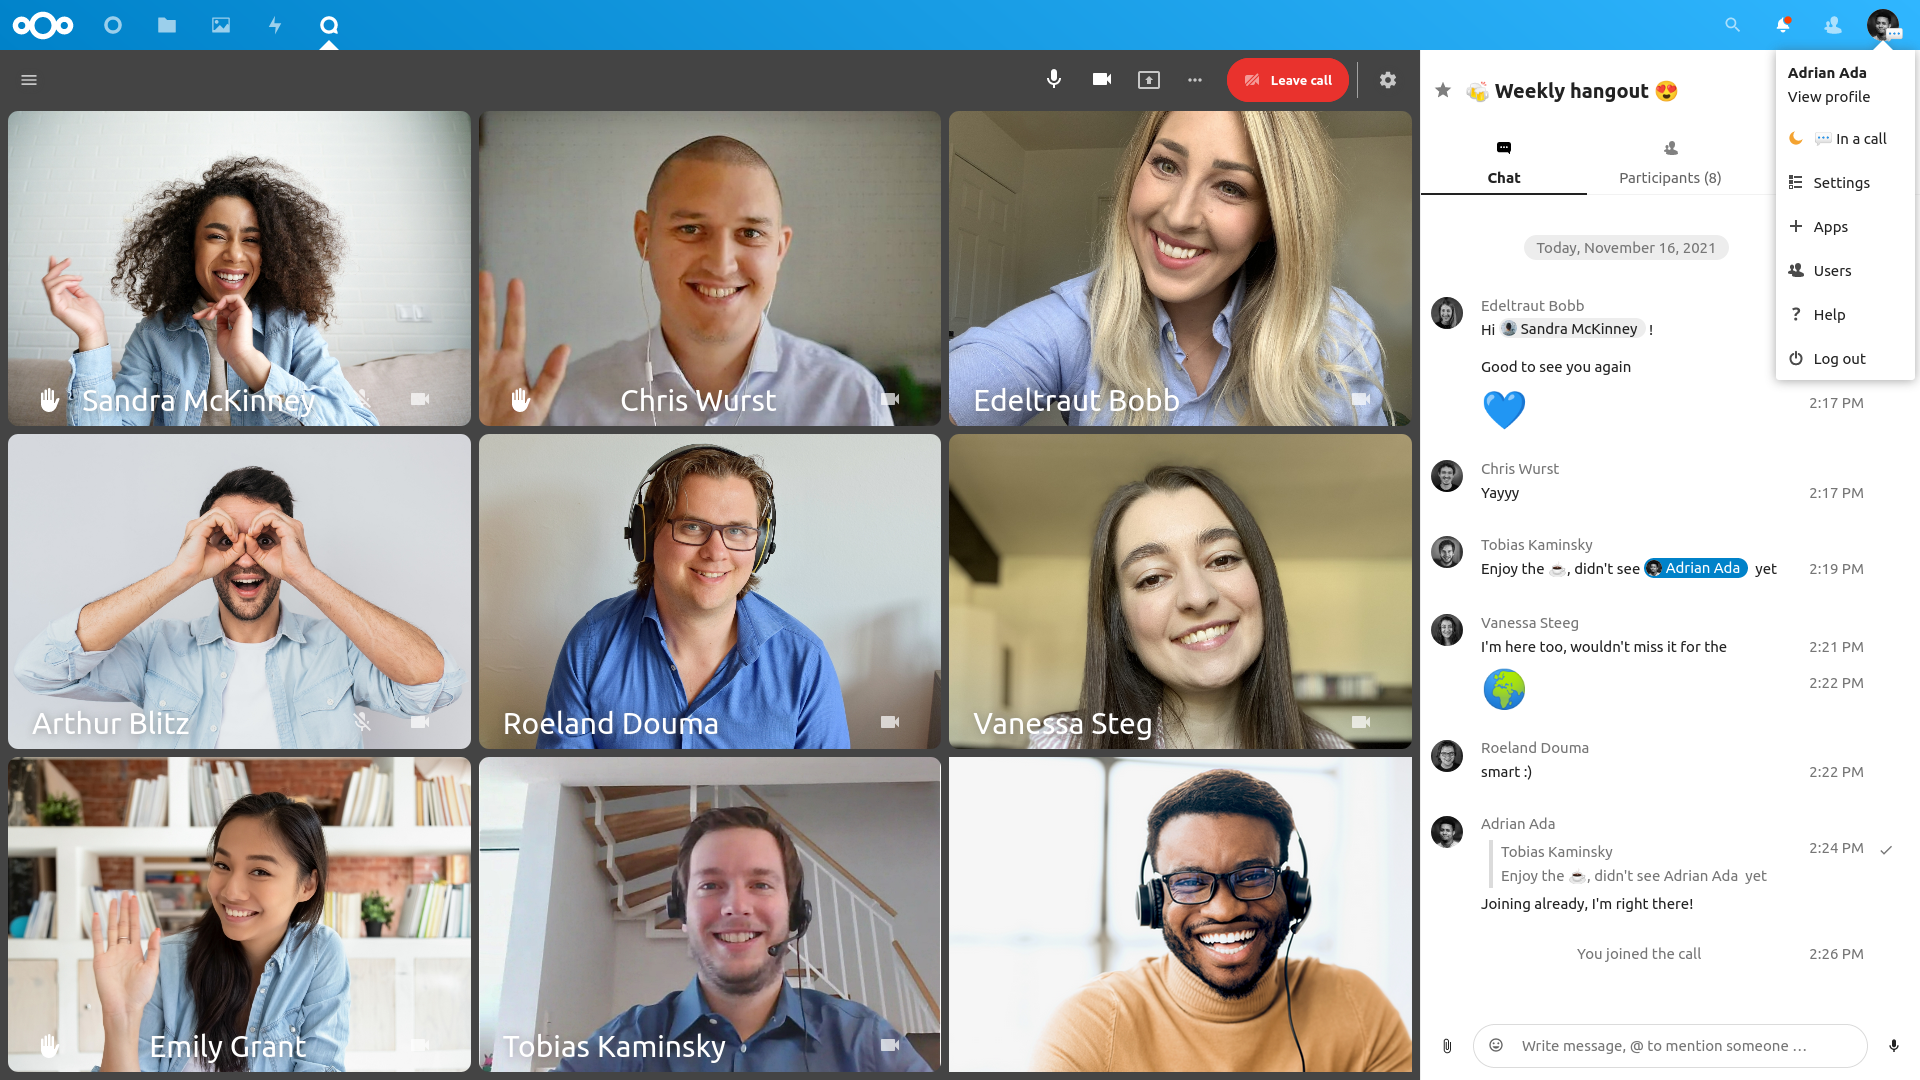 Leave call
Sandra McKinney
Chris Wurst
Edeltraut Bobb
Arthur Blitz
Roeland Douma
Vanessa Steg
Emily Grant
Tobias Kaminsky
🍻 Weekly hangout 😍
Chat
Participants (8)
Today, November 16, 2021
Edeltraut Bobb
Hi Sandra McKinney !
Good to see you again
💙 2:17 PM
Chris Wurst
Yayyy 2:17 PM
Tobias Kaminsky
Enjoy the ☕, didn't see Adrian Ada yet 2:19 PM
Vanessa Steeg
I'm here too, wouldn't miss it for the 2:21 PM
🌍 2:22 PM
Roeland Douma
smart :) 2:22 PM
Adrian Ada
Tobias Kaminsky 2:24 PM
Enjoy the ☕, didn't see Adrian Ada yet
Joining already, I'm right there!
You joined the call 2:26 PM
Write message, @ to mention someone …
Adrian Ada
View profile
💬 In a call
Settings
Apps
Users
Help
Log out